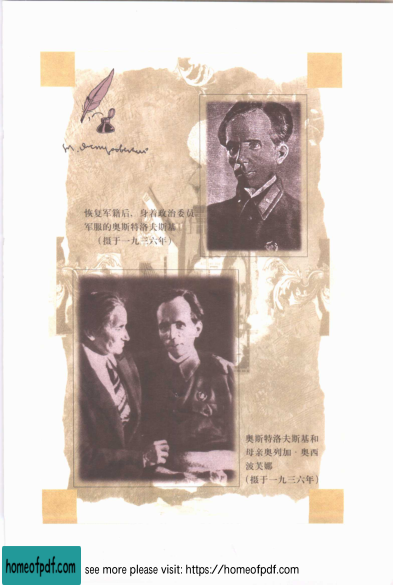 恢复军籍后，身着政治委员
军服的奥斯特洛夫斯基
（摄于一九三六年）
奥斯特洛夫斯基和
母亲奥列加·奥西
波芙娜
（摄于一九三六年）
homeofpdf.com
see more please visit: https://homeofpdf.com